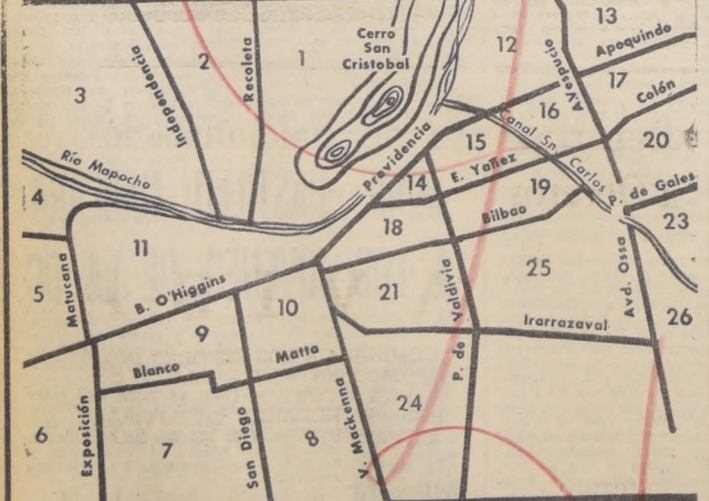 13
Apoquindo
12
Cerro
San
Cristobal
A. Vespucio
2
Recoleta
1
17
Colón
3
Independencia
16
Canal Sn. Carlos
15
20
Providencia
Río Mapocho
E. Yañez
19
P. de Gales
14
4
Bilbao
23
18
11
Matucana
B. O'Higgins
Valdivia
P. de
25
Avd. Ossa
5
10
21
26
9
Irarrazaval
Matta
Blanco
24
Exposición
San Diego
V. Mackenna
6
7
8